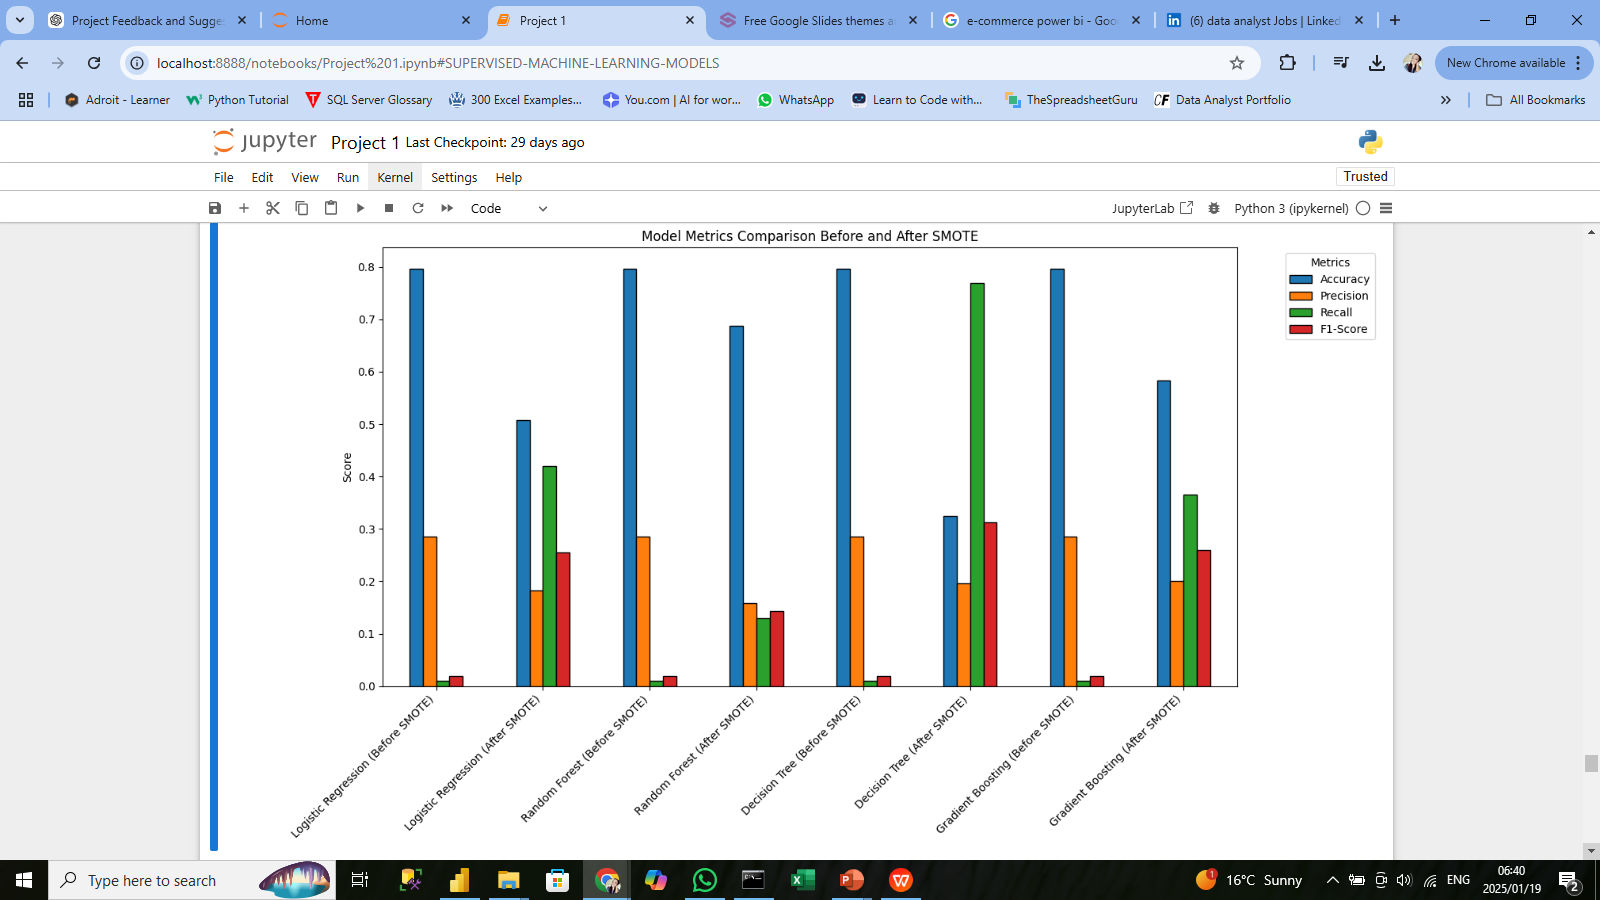 Project Feedback and Sugge
Home
Project 1
Free Google Slides themes a
e-commerce power bi - Goo
(6) data analyst Jobs | Linked
localhost:8888/notebooks/Project%201.ipynb#SUPERVISED-MACHINE-LEARNING-MODELS
New Chrome available
Adroit - Learner
Python Tutorial
SQL Server Glossary
300 Excel Examples...
You.com | AI for wor...
WhatsApp
Learn to Code with...
TheSpreadsheetGuru
CF Data Analyst Portfolio
»
All Bookmarks
jupyter Project 1 Last Checkpoint: 29 days ago
File Edit View Run Kernel Settings Help
Trusted
Code
JupyterLab
Python 3 (ipykernel)
Model Metrics Comparison Before and After SMOTE
Metrics
Accuracy
Precision
Recall
F1-Score
0.8
0.7
0.6
0.5
0.4
0.3
0.2
0.1
0.0
Score
Logistic Regression (Before SMOTE)
Logistic Regression (After SMOTE)
Random Forest (Before SMOTE)
Random Forest (After SMOTE)
Decision Tree (Before SMOTE)
Decision Tree (After SMOTE)
Gradient Boosting (Before SMOTE)
Gradient Boosting (After SMOTE)
Type here to search
1
16°C Sunny
ENG
06:40
2025/01/19
2